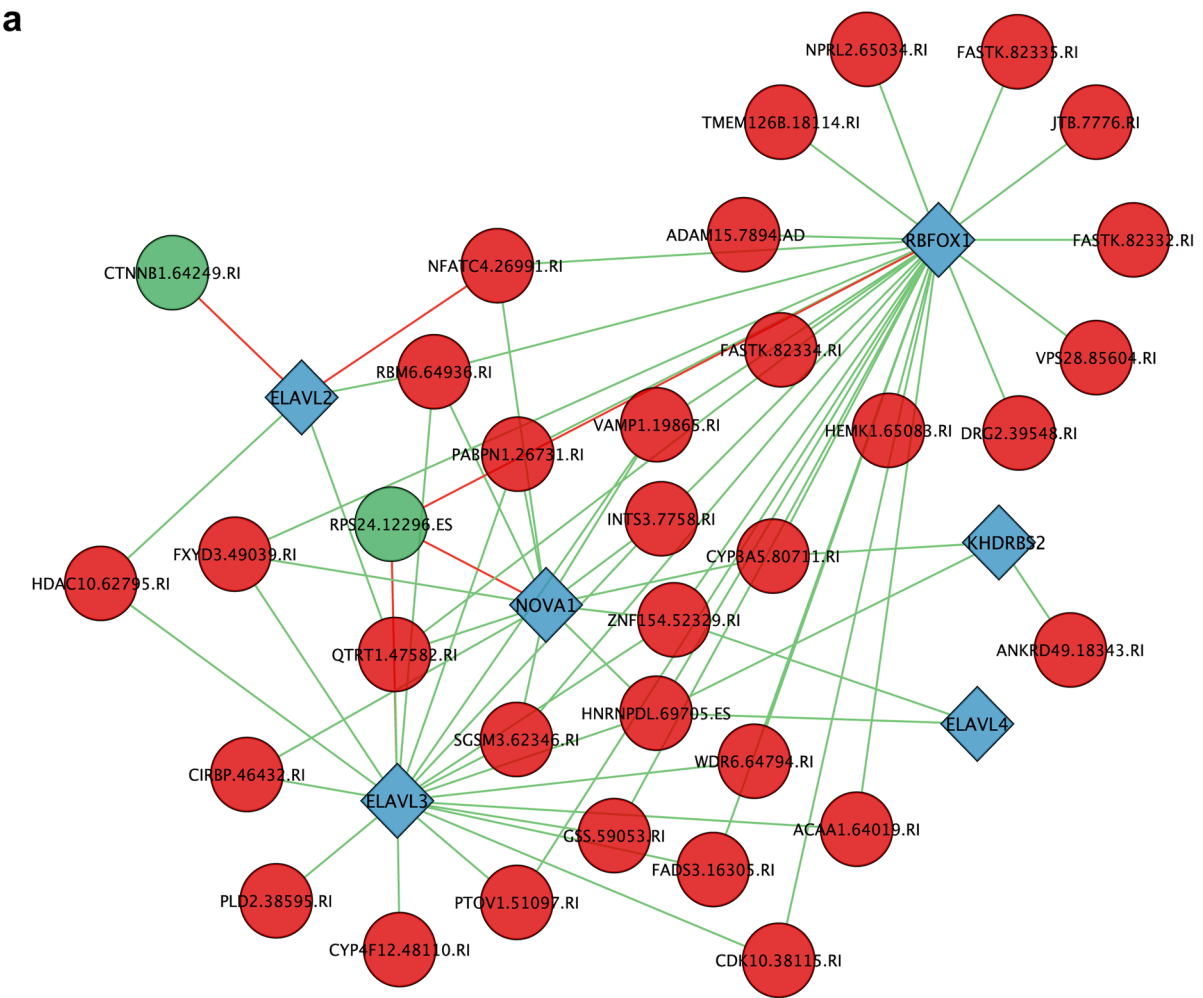 a
NPRL2.65034.RI
FASTK.82335.RI
TMEM126B.18114.RI
JTB.7776.RI
ADAM15.7894.AD
RBFOX1
FASTK.82332.RI
CTNNB1.64249.RI
NFATC4.26991.RI
FASTK.82334.RI
VPS28.85604.RI
RBM6.64936.RI
ELAVL2
VAMP1.19865.RI
HEMK1.65083.RI
DRG2.39548.RI
PABPN1.26731.RI
RPS24.12296.ES
INTS3.7758.RI
KHDRBS2
FXYD3.49039.RI
CYP3A5.80711.RI
HDAC10.62795.RI
NOVA1
ZNF154.52329.RI
QTRT1.47582.RI
ANKRD49.18343.RI
HNRNPDL.69705.ES
ELAVL4
SGSM3.62346.RI
WDR6.64794.RI
CIRBP.46432.RI
ELAVL3
GSS.59053.RI
ACAA1.64019.RI
FADS3.16305.RI
PLD2.38595.RI
PTOV1.51097.RI
CYP4F12.48110.RI
CDK10.38115.RI